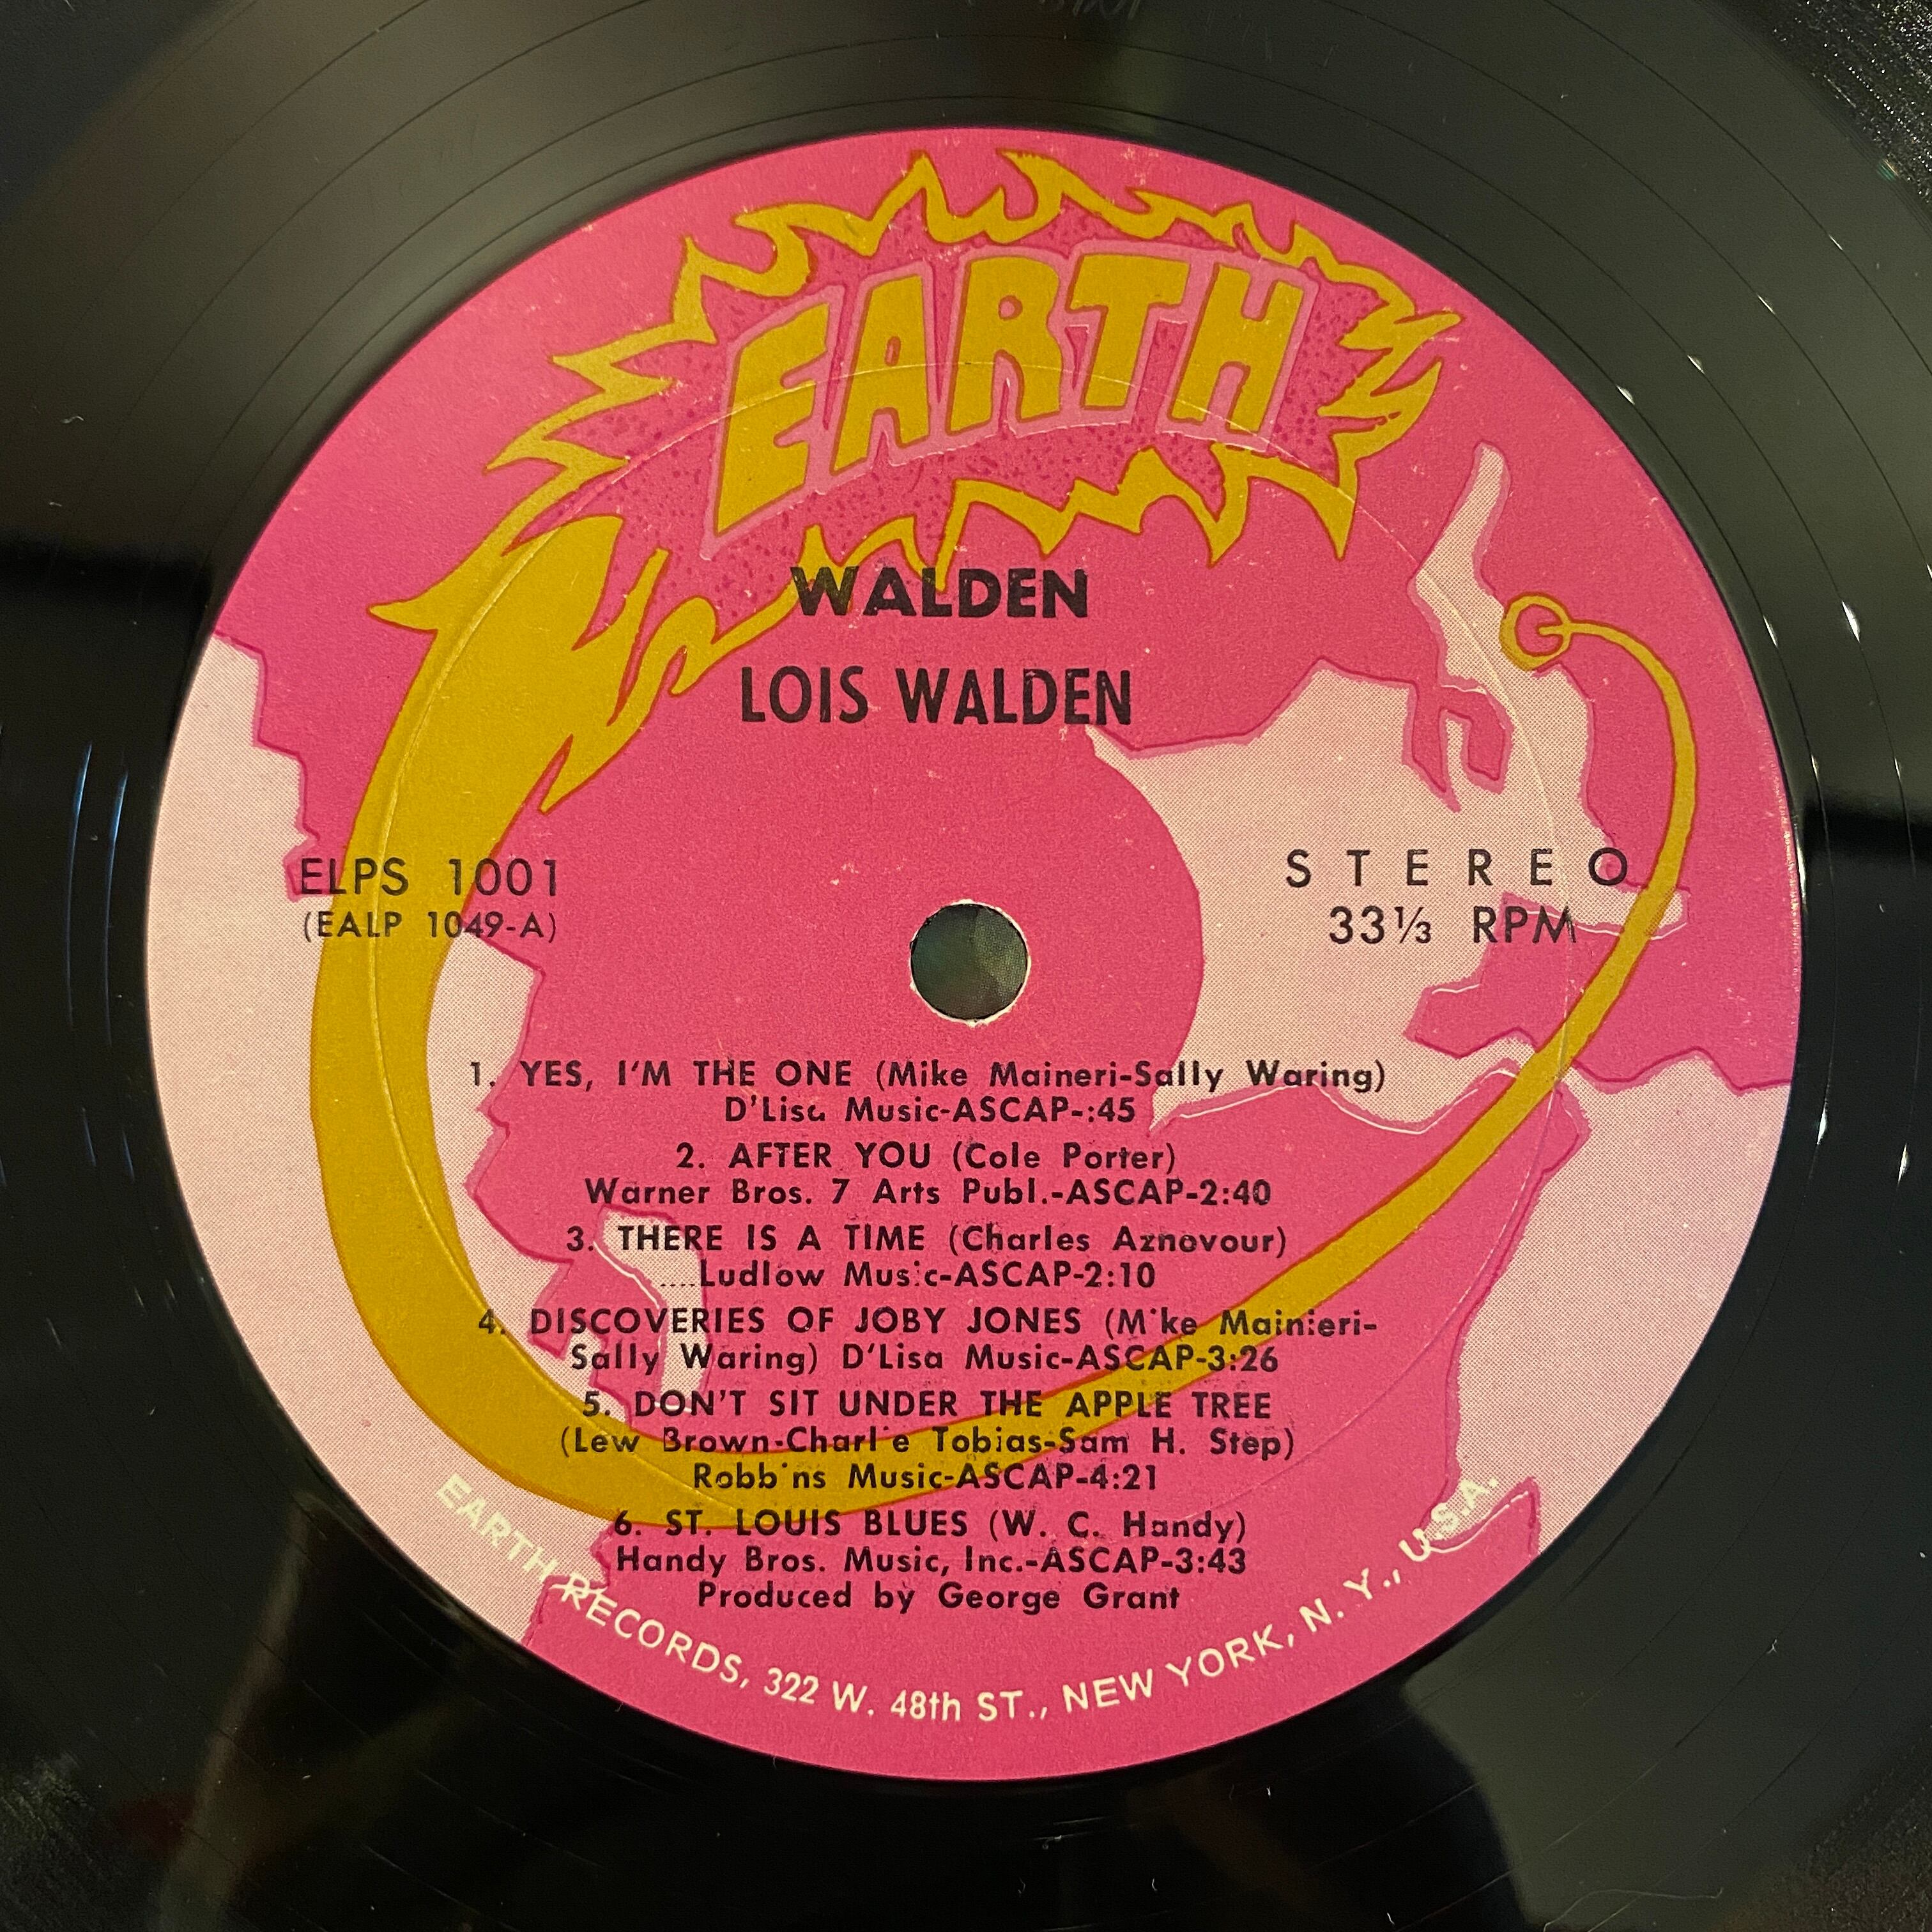 EARTH
WALDEN
LOIS WALDEN
ELPS 1001
(EALP 1049-A)
STEREO
33⅓ RPM
1. YES, I'M THE ONE (Mike Maineri-Sally Waring)
D'Lisa Music-ASCAP-:45
2. AFTER YOU (Cole Porter)
Warner Bros. 7 Arts Publ.-ASCAP-2:40
3. THERE IS A TIME (Charles Aznovour)
....Ludlow Music-ASCAP-2:10
4. DISCOVERIES OF JOBY JONES (Mike Mainieri-
Sally Waring) D'Lisa Music-ASCAP-3:26
5. DON'T SIT UNDER THE APPLE TREE
(Lew Brown-Charlie Tobias-Sam H. Step)
Robbins Music-ASCAP-4:21
6. ST. LOUIS BLUES (W. C. Handy)
Handy Bros. Music, Inc.-ASCAP-3:43
Produced by George Grant
EARTH RECORDS, 322 W. 48th ST., NEW YORK, N. Y., U.S.A.